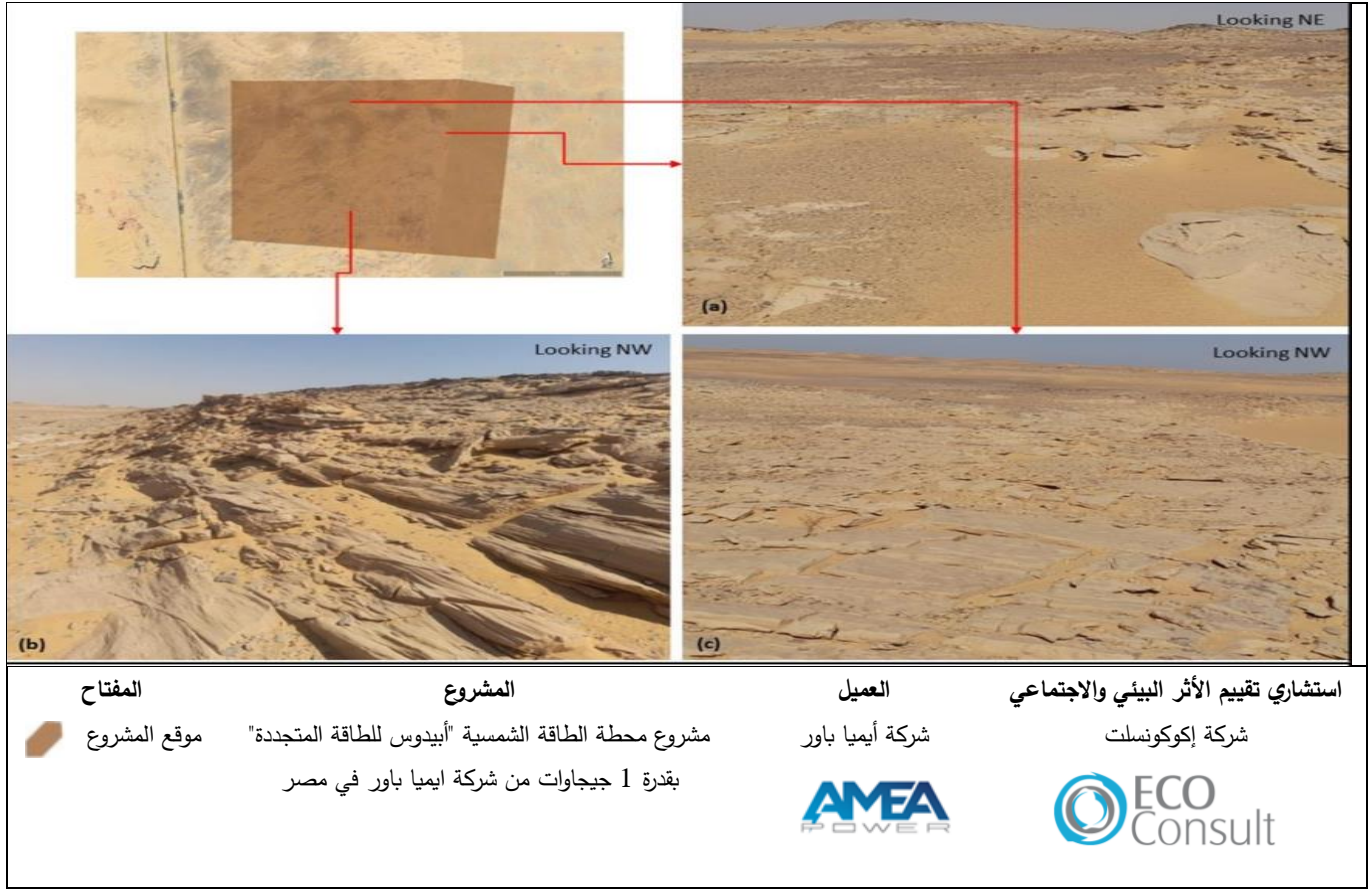 Looking NE
(a)
Looking NW
(b)
Looking NW
(c)
استشاري تقييم الأثر البيئي والاجتماعي
شركة إكوكونسلت
ECO
Consult
العميل
شركة أيميا باور
AMEA
POWER
المشروع
مشروع محطة الطاقة الشمسية "أبيدوس للطاقة المتجددة"
بقدرة 1 جيجاوات من شركة ايميا باور في مصر
المفتاح
موقع المشروع